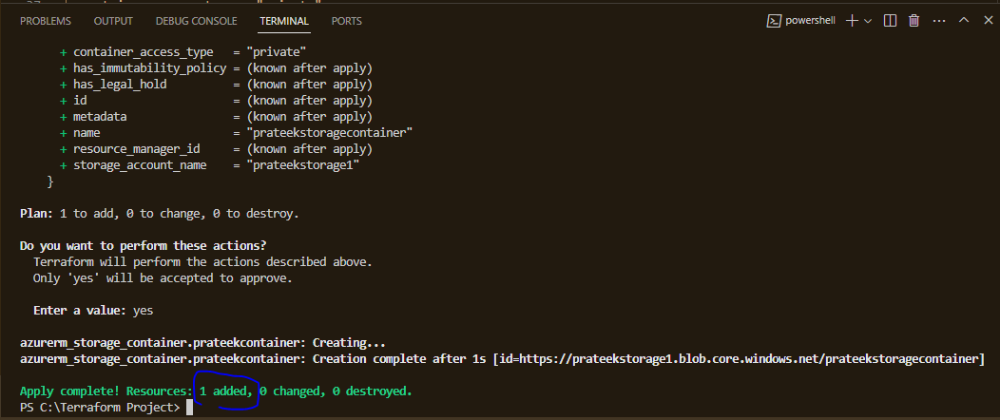 PROBLEMS OUTPUT DEBUG CONSOLE TERMINAL PORTS powershell
+ container_access_type = "private"
+ has_immutability_policy = (known after apply)
+ has_legal_hold = (known after apply)
+ id = (known after apply)
+ metadata = (known after apply)
+ name = "prateekstoragecontainer"
+ resource_manager_id = (known after apply)
+ storage_account_name = "prateekstorage1"
}
Plan: 1 to add, 0 to change, 0 to destroy.
Do you want to perform these actions?
Terraform will perform the actions described above.
Only 'yes' will be accepted to approve.
Enter a value: yes
azurerm_storage_container.prateekcontainer: Creating...
azurerm_storage_container.prateekcontainer: Creation complete after 1s [id=https://prateekstorage1.blob.core.windows.net/prateekstoragecontainer]
Apply complete! Resources: 1 added, 0 changed, 0 destroyed.
PS C:\Terraform Project>